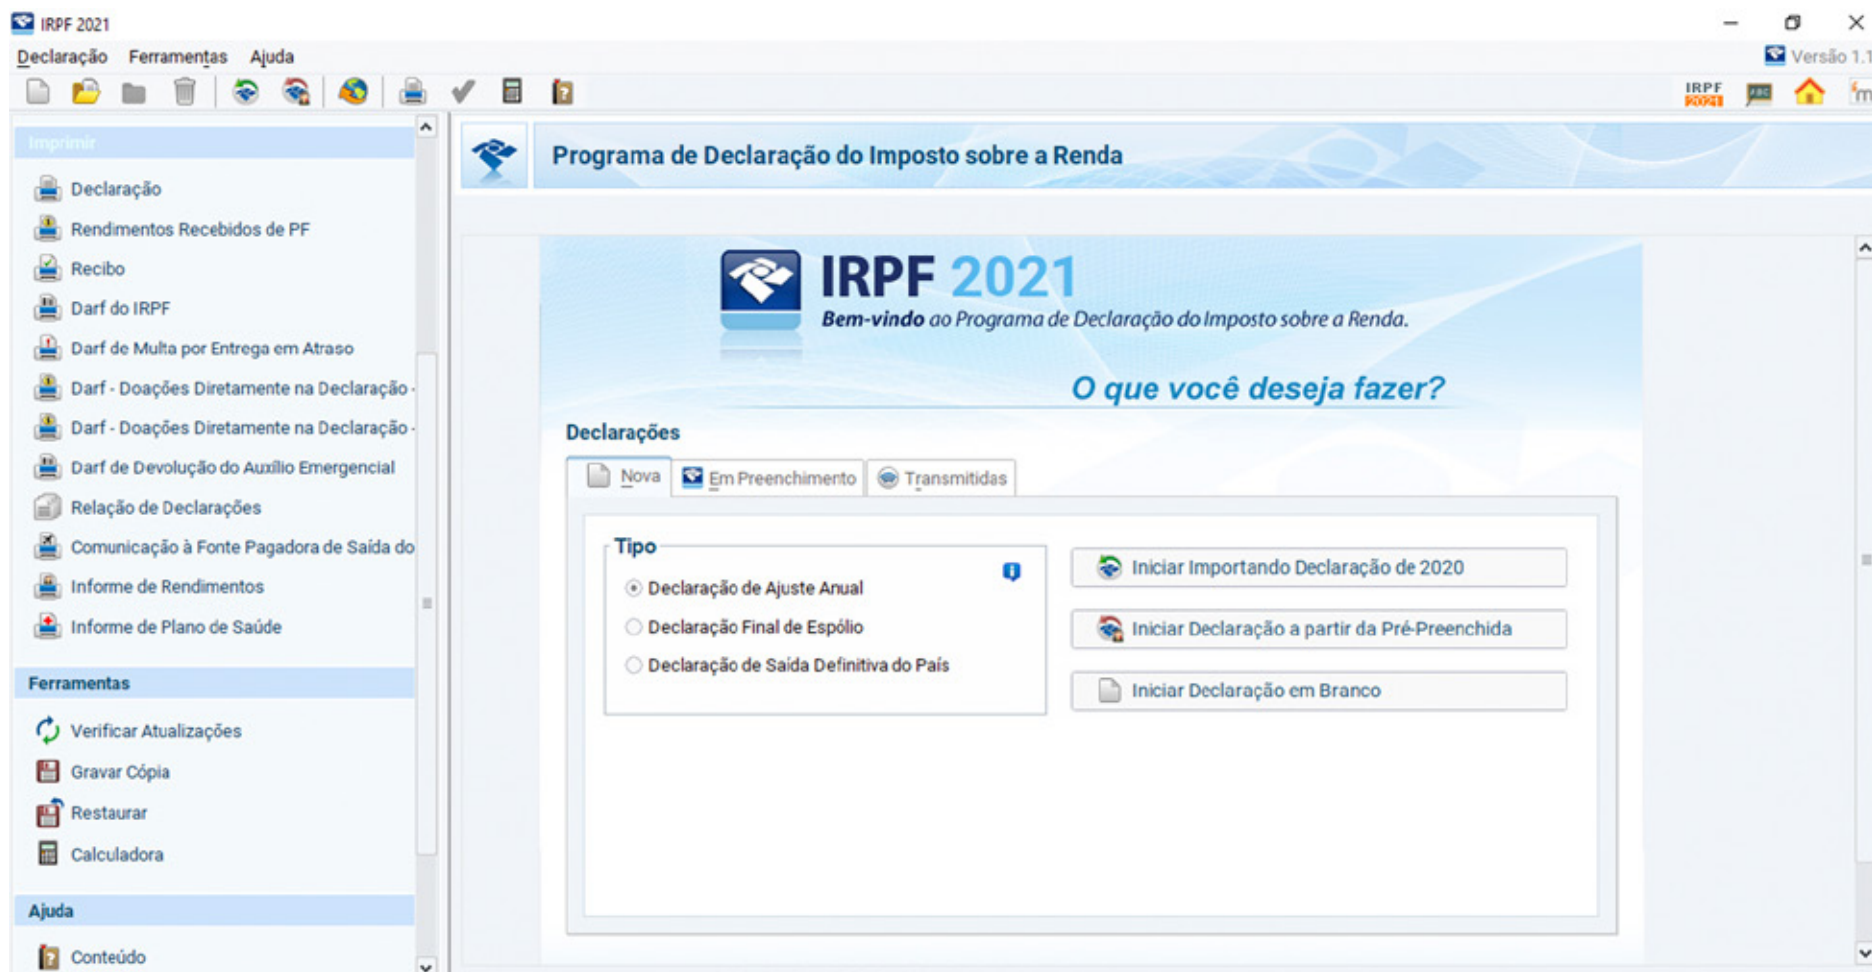 IRPF 2021
Declaração Ferramentas Ajuda
Versão 1.1
IRPF
2021
ABC
Imprimir
Declaração
Rendimentos Recebidos de PF
Recibo
Darf do IRPF
Darf de Multa por Entrega em Atraso
Darf - Doações Diretamente na Declaração -
Darf - Doações Diretamente na Declaração -
Darf de Devolução do Auxílio Emergencial
Relação de Declarações
Comunicação à Fonte Pagadora de Saída do
Informe de Rendimentos
Informe de Plano de Saúde
Ferramentas
Verificar Atualizações
Gravar Cópia
Restaurar
Calculadora
Ajuda
Conteúdo
Programa de Declaração do Imposto sobre a Renda
IRPF 2021
Bem-vindo ao Programa de Declaração do Imposto sobre a Renda.
O que você deseja fazer?
Declarações
Nova Em Preenchimento Transmitidas
Tipo
Declaração de Ajuste Anual
Declaração Final de Espólio
Declaração de Saída Definitiva do País
Iniciar Importando Declaração de 2020
Iniciar Declaração a partir da Pré-Preenchida
Iniciar Declaração em Branco